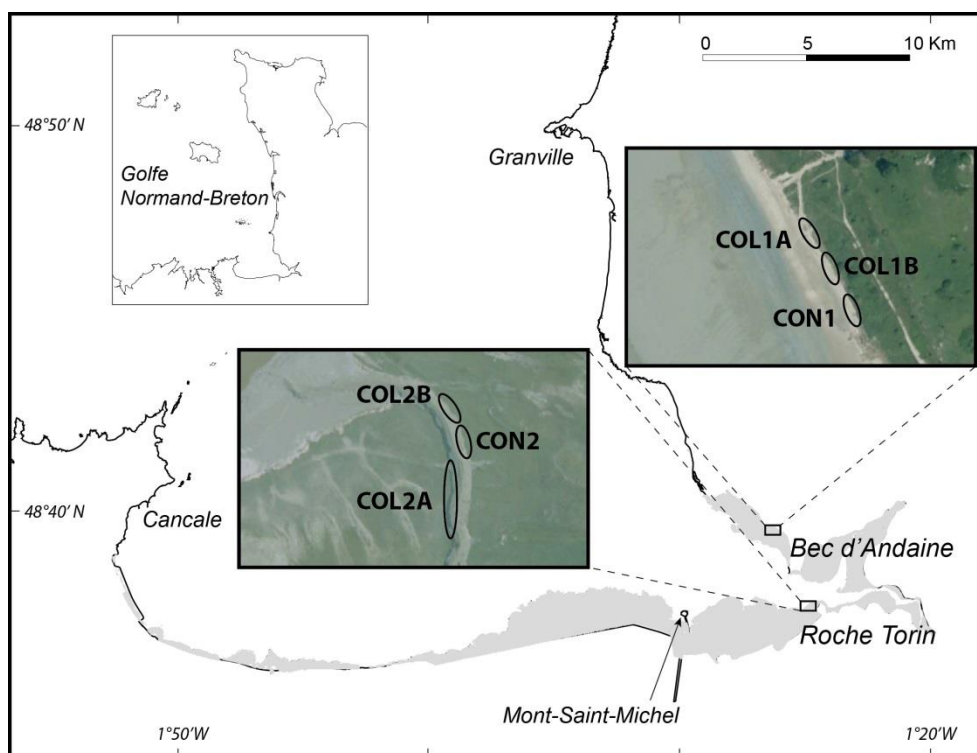 0 5 10 Km
48°50' N
Granville
Golfe
Normand-Breton
COL1A
COL1B
CON1
COL2B
CON2
COL2A
48°40' N
Cancale
Bec d'Andaine
Roche Torin
Mont-Saint-Michel
1°50'W
1°20'W